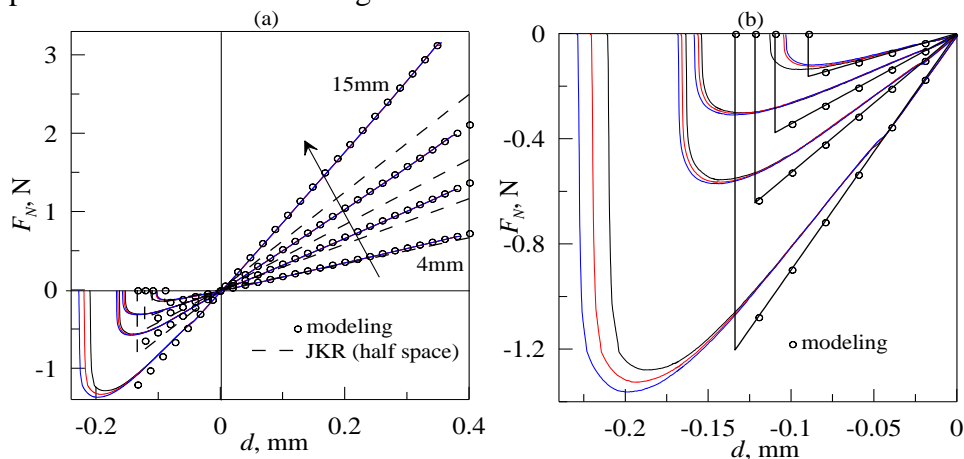 (a)
3
2
1
0
-1
F_N, N
15mm
4mm
modeling
JKR (half space)
-0.2
0
0.2
0.4
d, mm
(b)
0
-0.4
-0.8
-1.2
F_N, N
modeling
-0.2
-0.15
-0.1
-0.05
0
d, mm